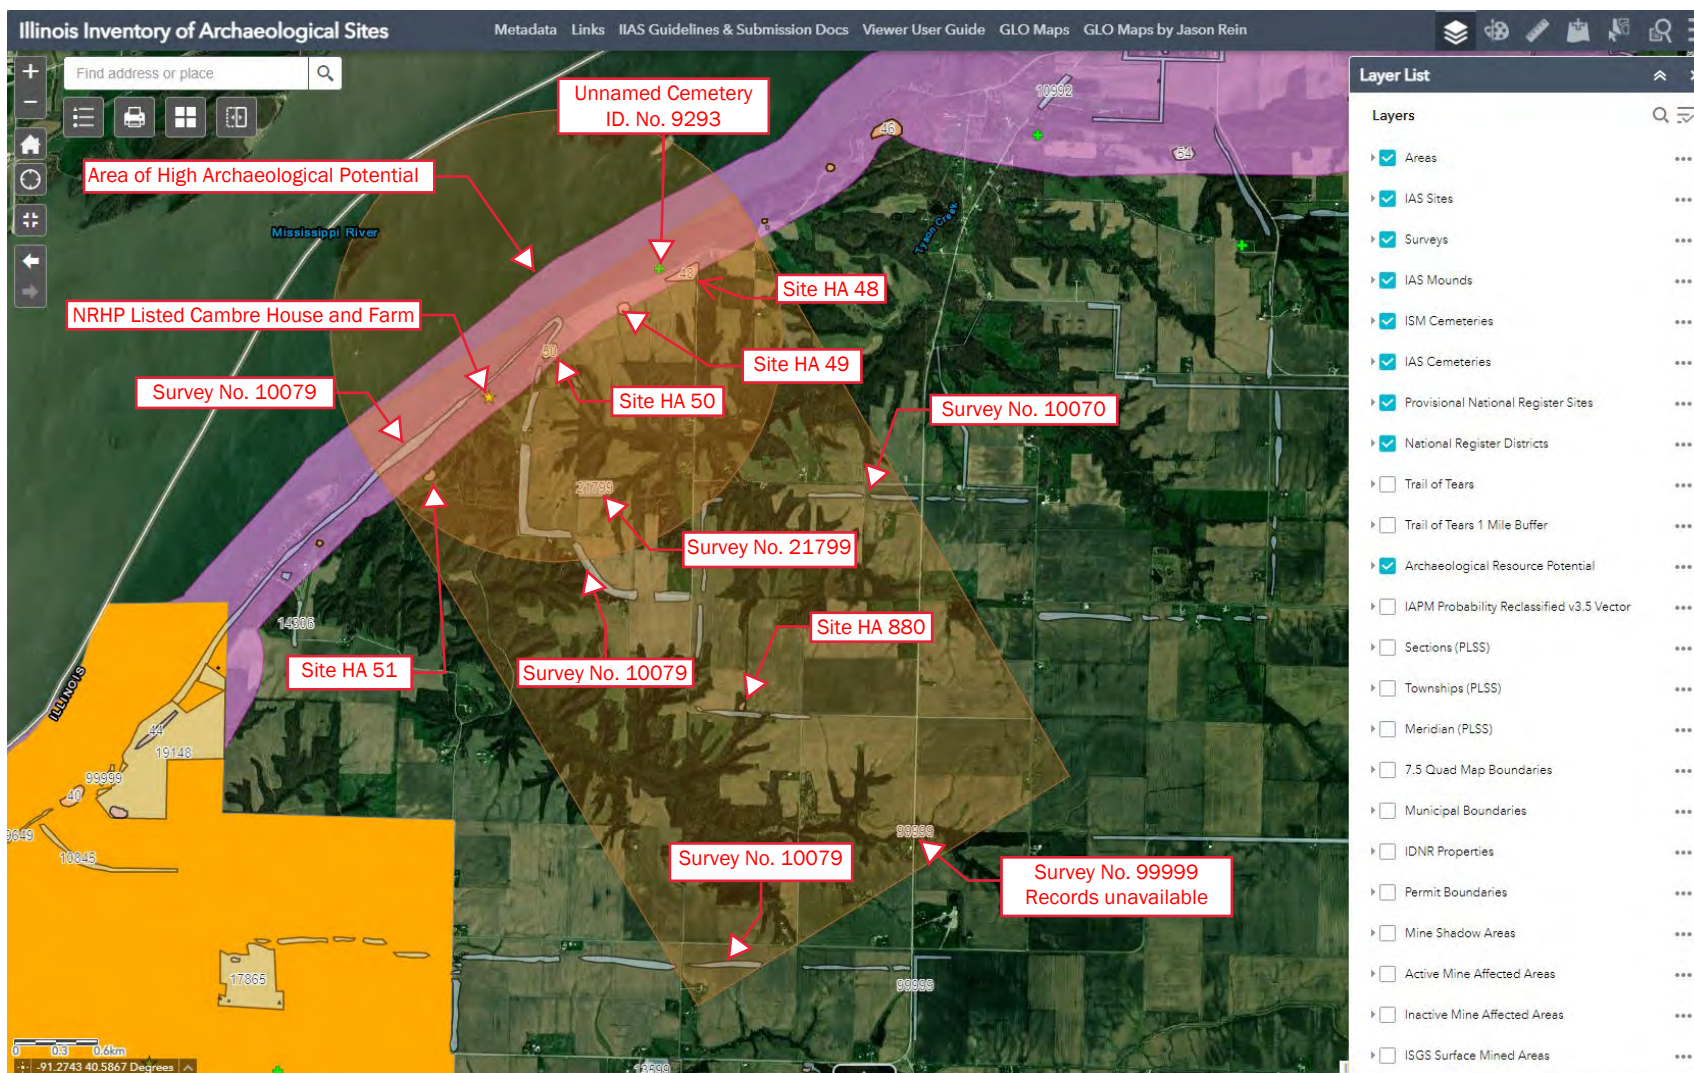 Illinois Inventory of Archaeological Sites
Metadata Links IIAS Guidelines & Submission Docs Viewer User Guide GLO Maps GLO Maps by Jason Rein
Find address or place
Layer List
Layers
Areas
IAS Sites
Surveys
IAS Mounds
ISM Cemeteries
IAS Cemeteries
Provisional National Register Sites
National Register Districts
Trail of Tears
Trail of Tears 1 Mile Buffer
Archaeological Resource Potential
IAPM Probability Reclassified v3.5 Vector
Sections (PLSS)
Townships (PLSS)
Meridian (PLSS)
7.5 Quad Map Boundaries
Municipal Boundaries
IDNR Properties
Permit Boundaries
Mine Shadow Areas
Active Mine Affected Areas
Inactive Mine Affected Areas
ISGS Surface Mined Areas
Unnamed Cemetery
ID. No. 9293
10992
46
54
Area of High Archaeological Potential
Tyson Creek
Mississippi River
48
Site HA 48
NRHP Listed Cambre House and Farm
50
Site HA 49
Survey No. 10079
Site HA 50
Survey No. 10070
21799
Survey No. 21799
14306
Site HA 880
Site HA 51
Survey No. 10079
ILLINOIS
44
19148
99999
40
9649
10845
99999
Survey No. 10079
Survey No. 99999
Records unavailable
17865
99999
0 0.3 0.6km
-91.2743 40.5867 Degrees